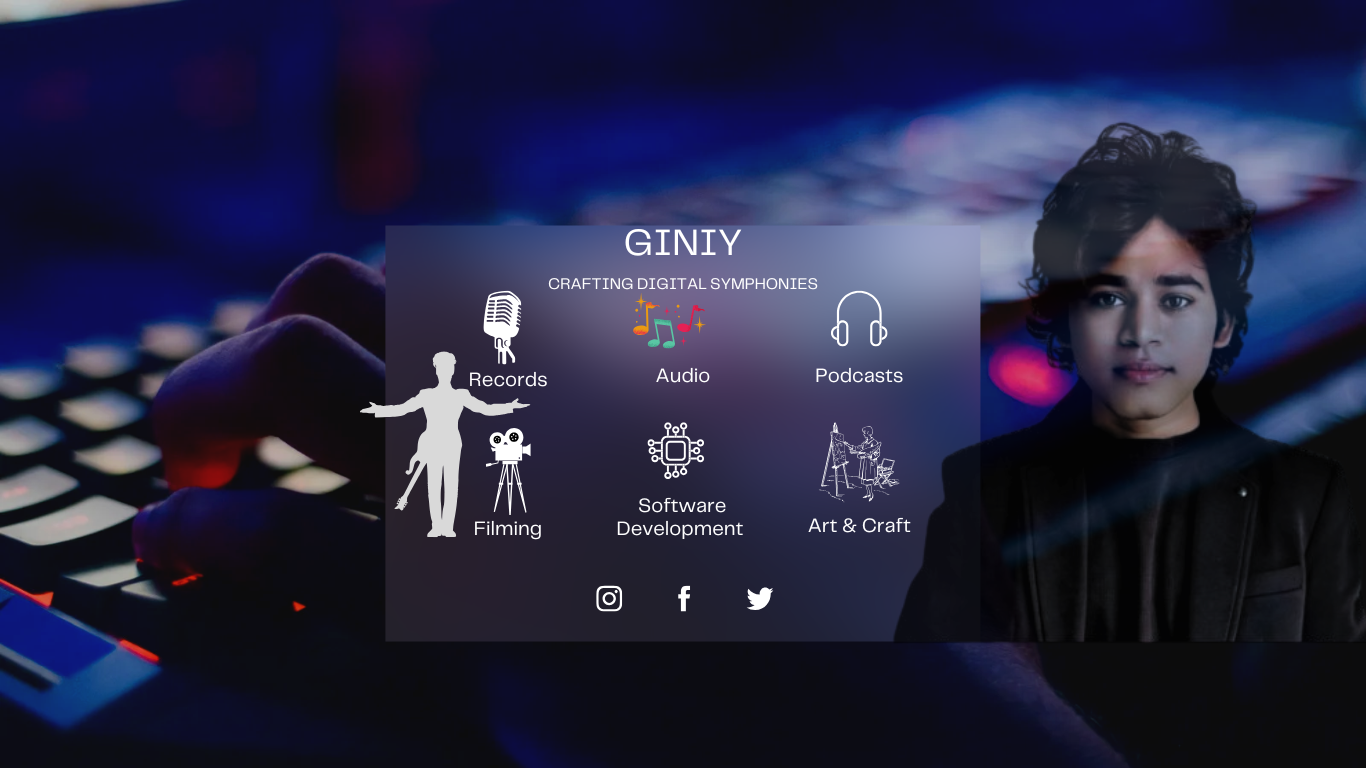 GINIY
CRAFTING DIGITAL SYMPHONIES
Records
Audio
Podcasts
Filming
Software
Development
Art & Craft